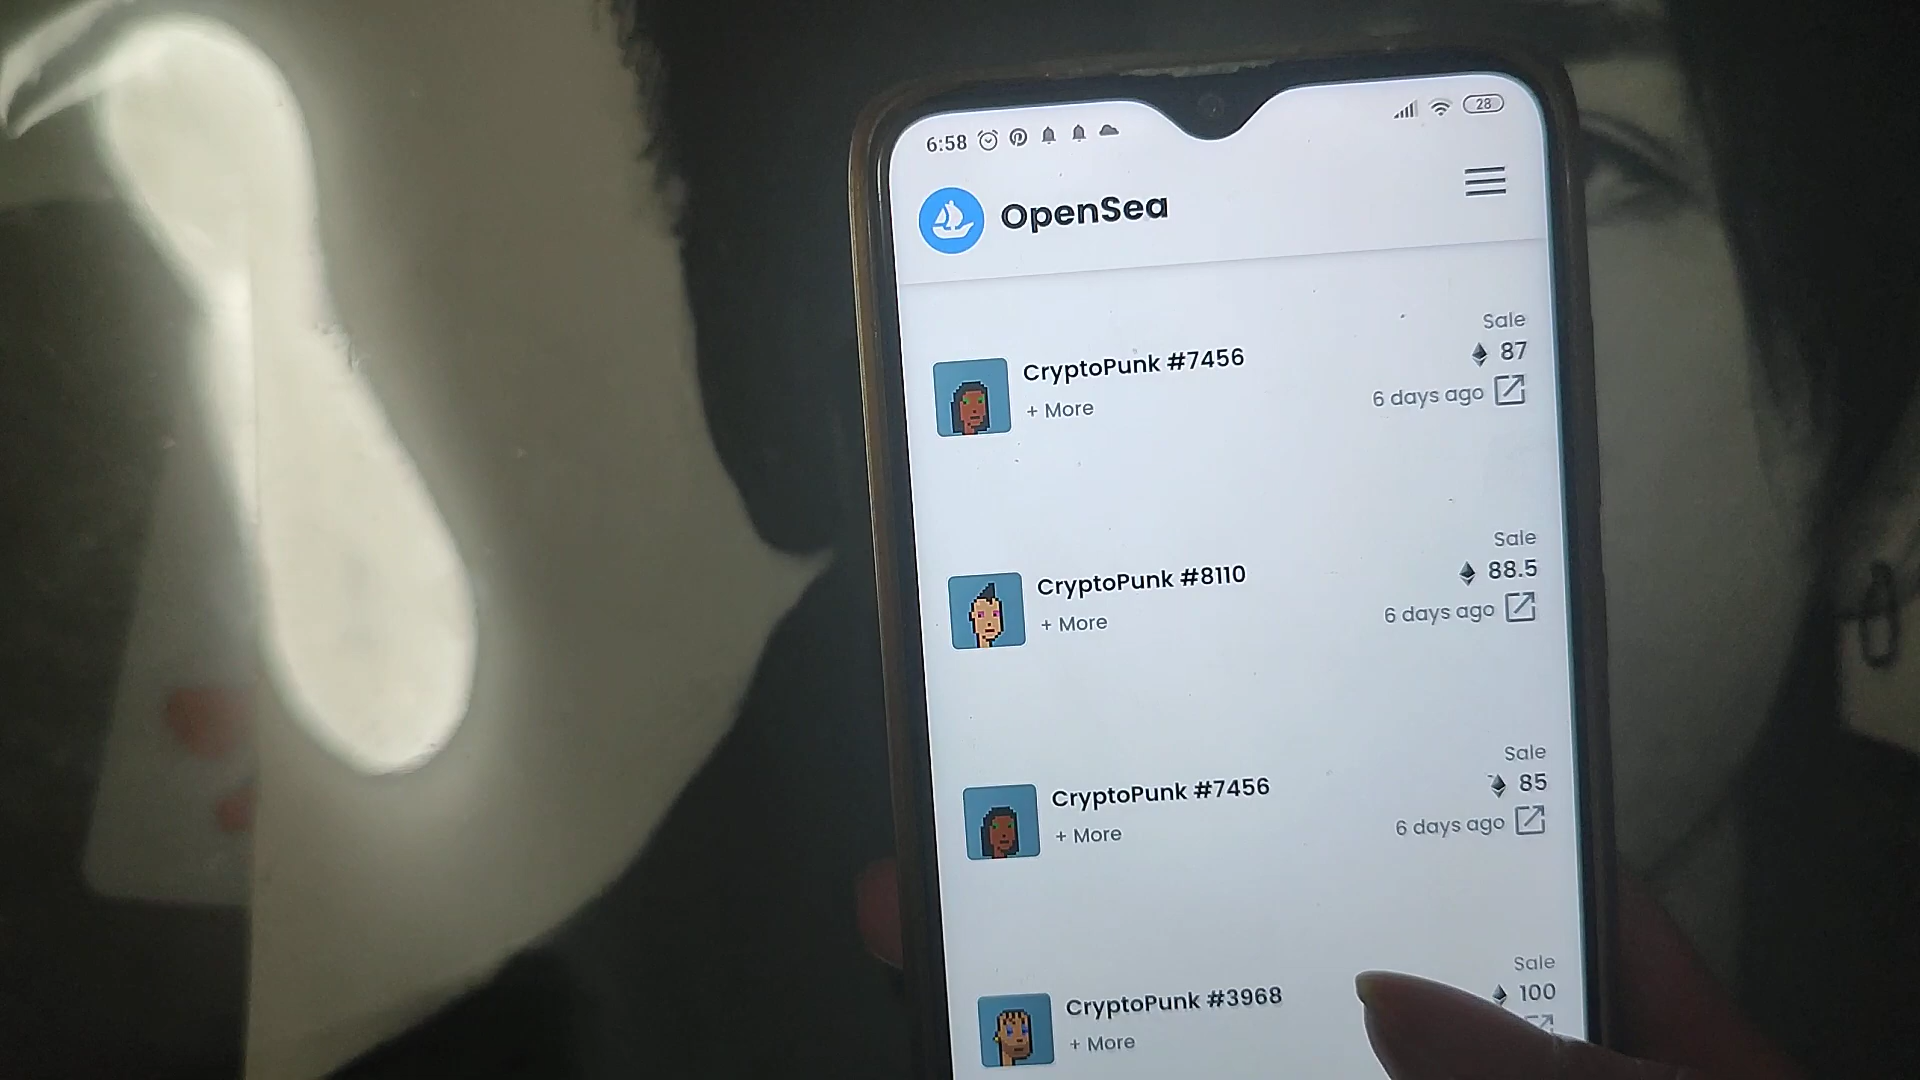 6:58
28
OpenSea
Sale
CryptoPunk #7456
87
+ More
6 days ago
Sale
CryptoPunk #8110
88.5
+ More
6 days ago
Sale
CryptoPunk #7456
85
+ More
6 days ago
Sale
CryptoPunk #3968
100
+ More